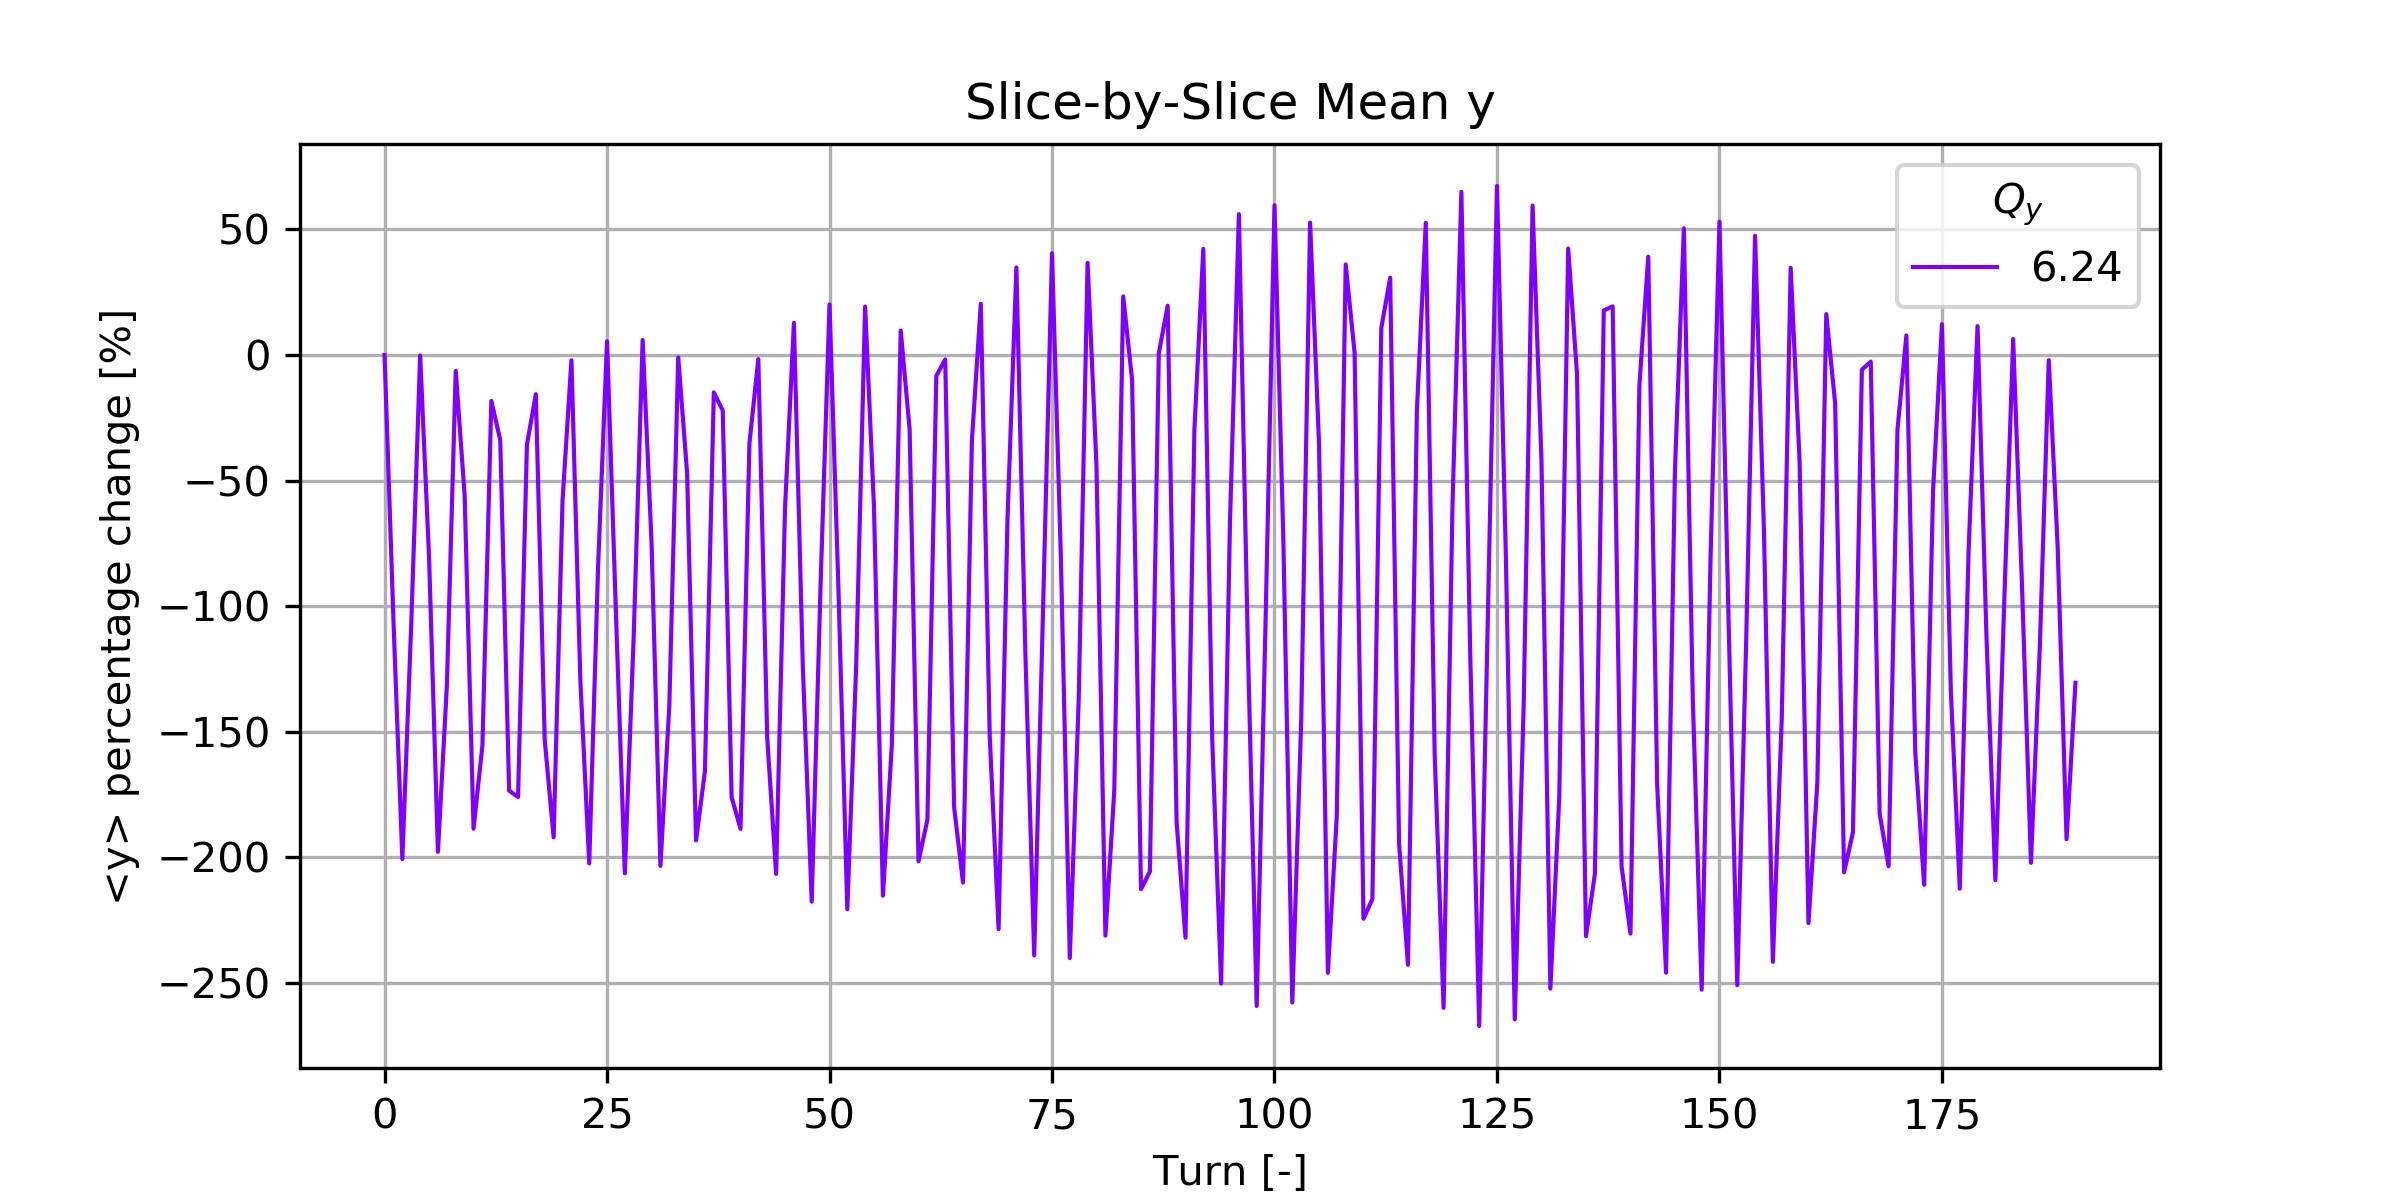 Slice-by-Slice Mean y
<y> percentage change [%]
50
0
−50
−100
−150
−200
−250
Q_y
6.24
0 25 50 75 100 125 150 175
Turn [-]